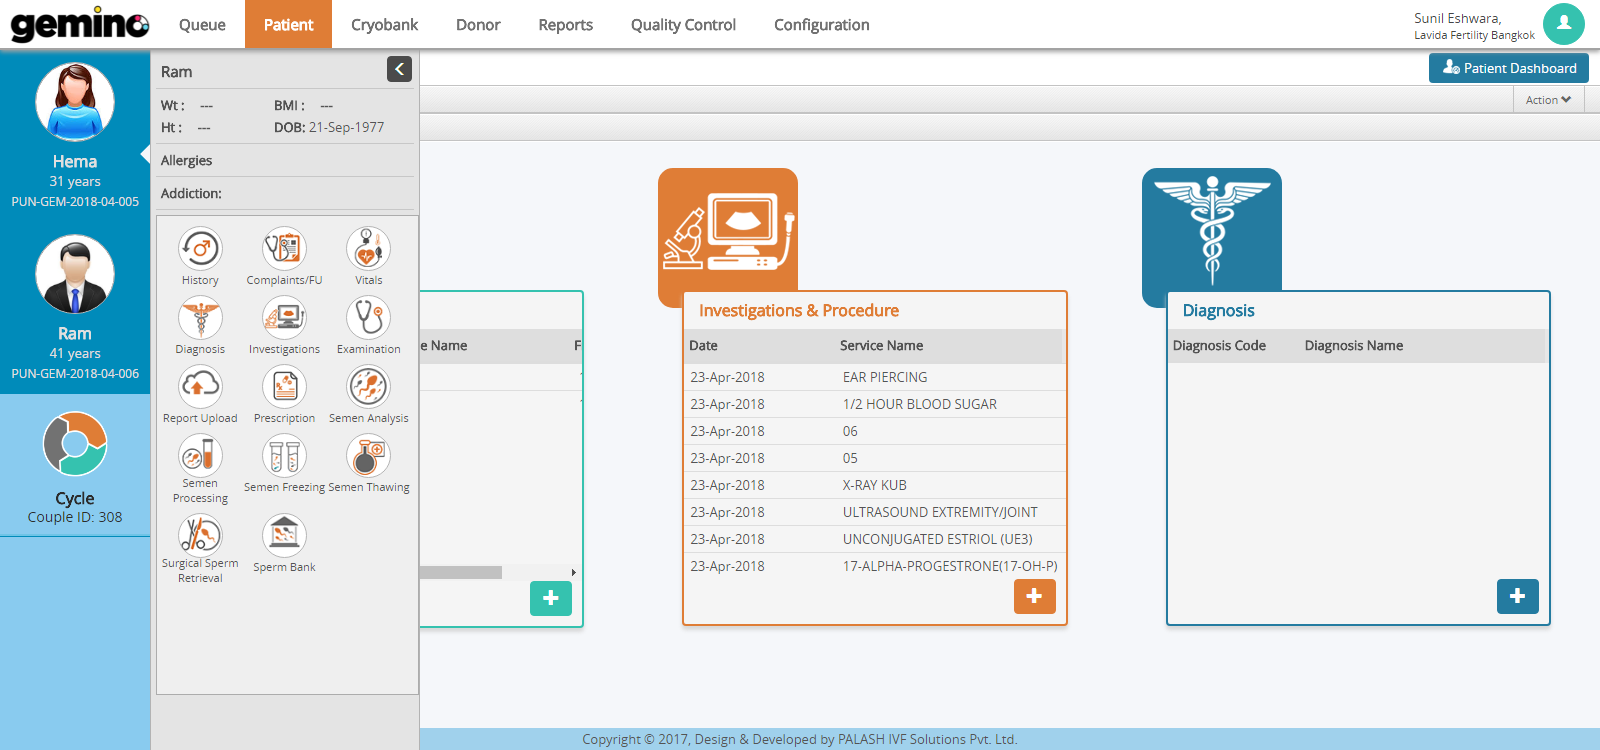 gemino
Queue Patient Cryobank Donor Reports Quality Control Configuration
Sunil Eshwara,
Lavida Fertility Bangkok
Hema
31 years
PUN-GEM-2018-04-005
Ram
41 years
PUN-GEM-2018-04-006
Cycle
Couple ID: 308
Ram
Wt : --- BMI : ---
Ht : --- DOB: 21-Sep-1977
Allergies
Addiction:
History Complaints/FU Vitals
Diagnosis Investigations Examination
Report Upload Prescription Semen Analysis
Semen Processing Semen Freezing Semen Thawing
Surgical Sperm Retrieval Sperm Bank
Patient Dashboard
Action
e Name F
Investigations & Procedure
Date Service Name
23-Apr-2018 EAR PIERCING
23-Apr-2018 1/2 HOUR BLOOD SUGAR
23-Apr-2018 06
23-Apr-2018 05
23-Apr-2018 X-RAY KUB
23-Apr-2018 ULTRASOUND EXTREMITY/JOINT
23-Apr-2018 UNCONJUGATED ESTRIOL (UE3)
23-Apr-2018 17-ALPHA-PROGESTRONE(17-OH-P)
Diagnosis
Diagnosis Code Diagnosis Name
Copyright © 2017, Design & Developed by PALASH IVF Solutions Pvt. Ltd.